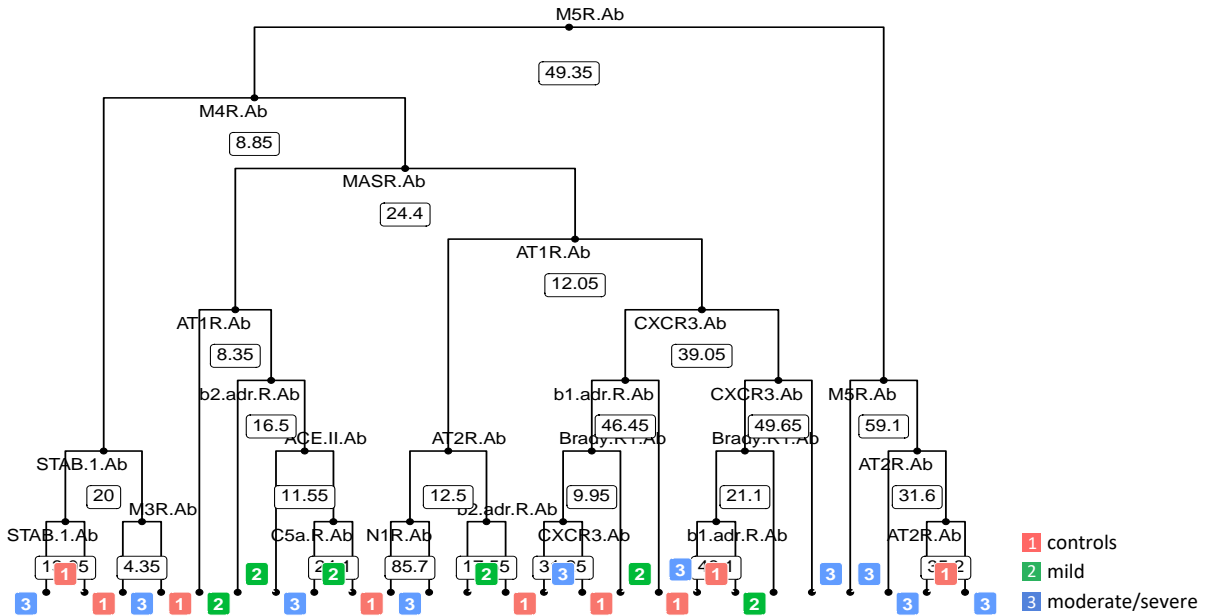 M5R.Ab
49.35
M4R.Ab
8.85
MASR.Ab
24.4
AT1R.Ab
12.05
AT1R.Ab CXCR3.Ab
8.35 39.05
b2.adr.R.Ab b1.adr.R.Ab CXCR3.Ab M5R.Ab
16.5 46.45 49.65 59.1
ACE.II.Ab AT2R.Ab
STAB.1.Ab AT2R.Ab
20 11.55 12.5 9.95 21.1 31.6
M3R.Ab b2.adr.R.Ab
STAB.1.Ab C5a.R.Ab N1R.Ab CXCR3.Ab b1.adr.R.Ab AT2R.Ab
4.35 85.7
1 2 2 2 3 2 3 1 3 3 1
3 1 3 1 2 3 1 3 1 1 1 2 3 3
1 controls
2 mild
3 moderate/severe